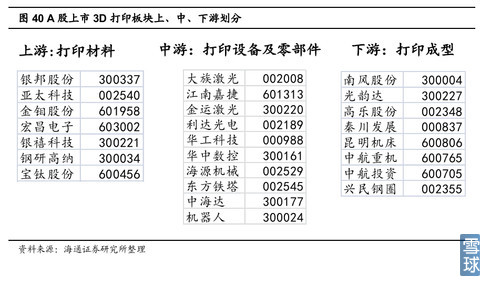 图 40 A 股上市 3D 打印板块上、中、下游划分
上游:打印材料
银邦股份 300337
亚太科技 002540
金钼股份 601958
宏昌电子 603002
银禧科技 300221
钢研高纳 300034
宝钛股份 600456
中游：打印设备及零部件
大族激光 002008
江南嘉捷 601313
金运激光 300220
利达光电 002189
华工科技 000988
华中数控 300161
海源机械 002529
东方铁塔 002545
中海达 300177
机器人 300024
下游：打印成型
南风股份 300004
光韵达 300227
高乐股份 002348
秦川发展 000837
昆明机床 600806
中航重机 600765
中航投资 600705
兴民钢圈 002355
资料来源：海通证券研究所整理
雪球